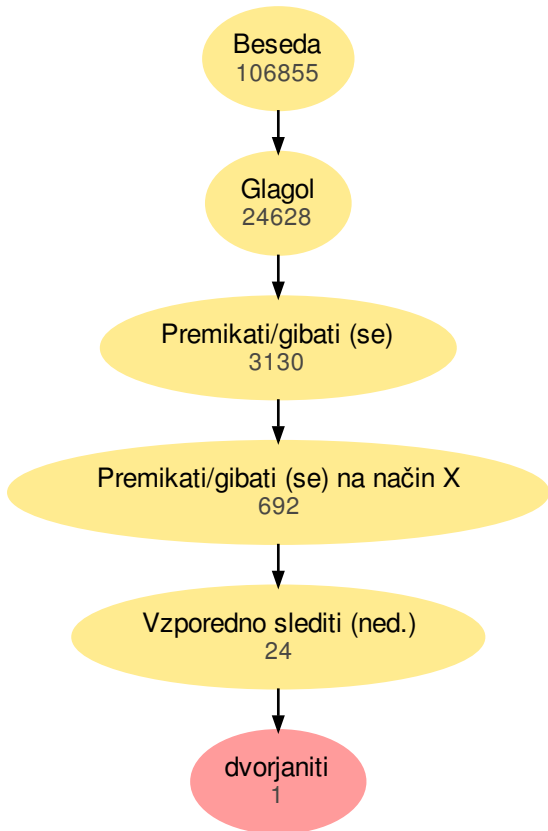 Beseda
106855
Glagol
24628
Premikati/gibati (se)
3130
Premikati/gibati (se) na način X
692
Vzporedno slediti (ned.)
24
dvorjaniti
1